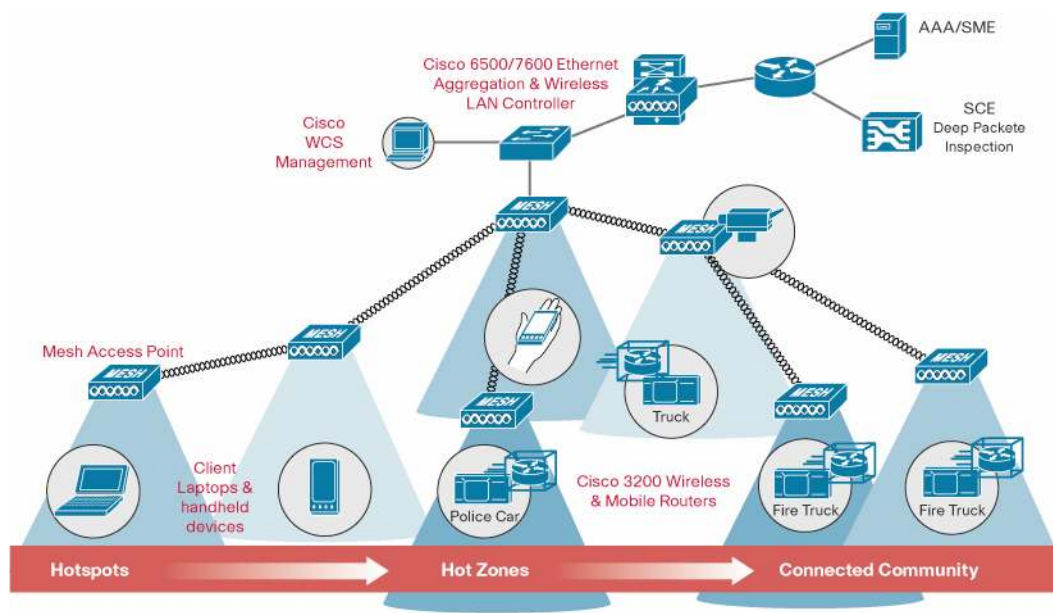 AAA/SME
Cisco 6500/7600 Ethernet
Aggregation & Wireless
LAN Controller
SCE
Deep Packete
Inspection
Cisco
WCS
Management
MESH
MESH
MESH
Mesh Access Point
MESH
MESH
MESH
MESH
Truck
Client
Laptops &
handheld
devices
Police Car
Cisco 3200 Wireless
& Mobile Routers
Fire Truck
Fire Truck
Hotspots
Hot Zones
Connected Community